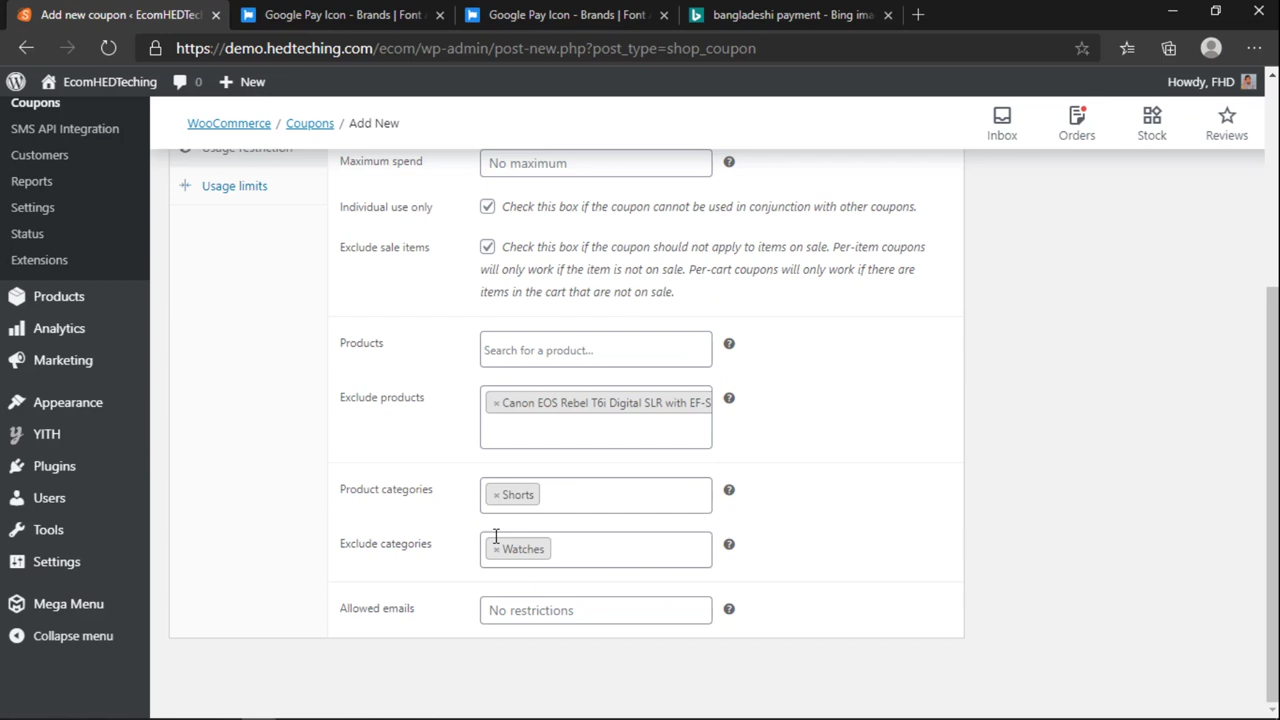 Add new coupon ‹ EcomHEDTec
Google Pay Icon - Brands | Font
Google Pay Icon - Brands | Font
bangladeshi payment - Bing ima
https://demo.hedteching.com/ecom/wp-admin/post-new.php?post_type=shop_coupon
EcomHEDTeching
0
New
Howdy, FHD
Coupons
SMS API Integration
Customers
Reports
Settings
Status
Extensions
Products
Analytics
Marketing
Appearance
YITH
Plugins
Users
Tools
Settings
Mega Menu
Collapse menu
WooCommerce / Coupons / Add New
Inbox
Orders
Stock
Reviews
Usage restriction
Usage limits
Maximum spend
No maximum
Individual use only
Check this box if the coupon cannot be used in conjunction with other coupons.
Exclude sale items
Check this box if the coupon should not apply to items on sale. Per-item coupons
will only work if the item is not on sale. Per-cart coupons will only work if there are
items in the cart that are not on sale.
Products
Search for a product...
Exclude products
× Canon EOS Rebel T6i Digital SLR with EF-S
Product categories
× Shorts
Exclude categories
× Watches
Allowed emails
No restrictions